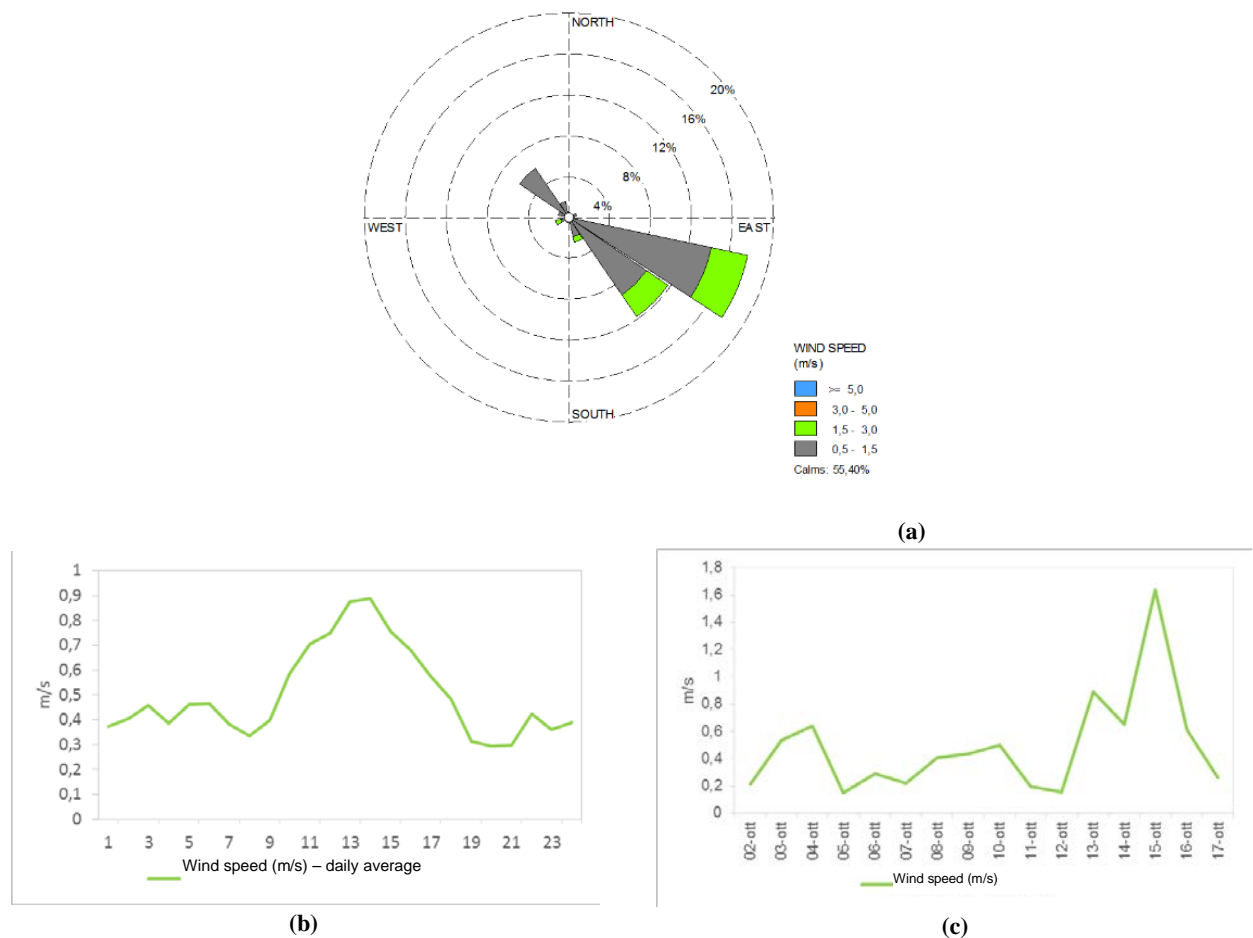 NORTH
20%
16%
12%
8%
4%
WEST
EAST
SOUTH
WIND SPEED
(m/s)
>= 5,0
3,0 - 5,0
1,5 - 3,0
0,5 - 1,5
Calms: 55,40%
(a)
1
0,9
0,8
0,7
0,6
0,5
0,4
0,3
0,2
0,1
0
m/s
1 3 5 7 9 11 13 15 17 19 21 23
Wind speed (m/s) – daily average
(b)
1,8
1,6
1,4
1,2
1
0,8
0,6
0,4
0,2
0
m/s
02-ott 03-ott 04-ott 05-ott 06-ott 07-ott 08-ott 09-ott 10-ott 11-ott 12-ott 13-ott 14-ott 15-ott 16-ott 17-ott
Wind speed (m/s)
(c)